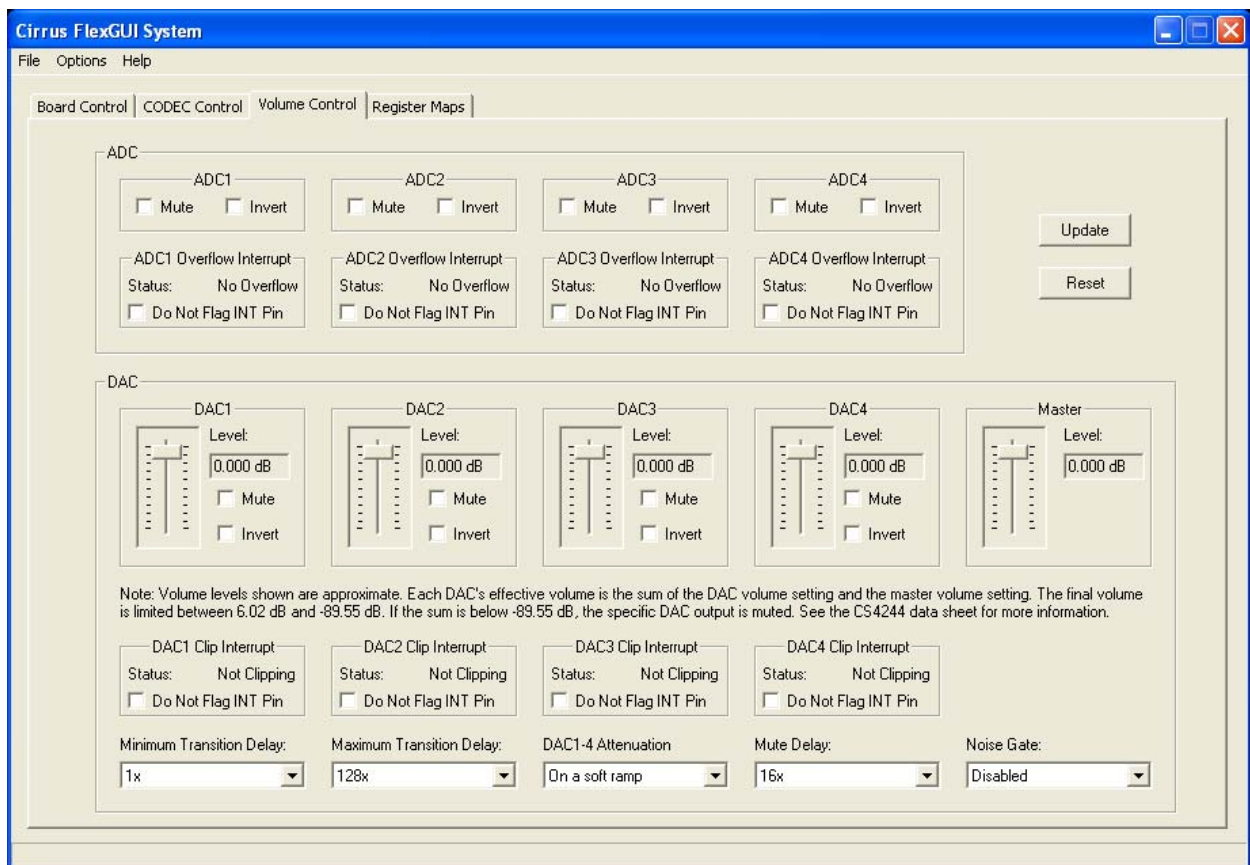 Cirrus FlexGUI System
File Options Help
Board Control CODEC Control Volume Control Register Maps
ADC
ADC1 ADC2 ADC3 ADC4
Mute Invert Mute Invert Mute Invert Mute Invert
Update
ADC1 Overflow Interrupt ADC2 Overflow Interrupt ADC3 Overflow Interrupt ADC4 Overflow Interrupt
Status: No Overflow Status: No Overflow Status: No Overflow Status: No Overflow
Reset
Do Not Flag INT Pin Do Not Flag INT Pin Do Not Flag INT Pin Do Not Flag INT Pin
DAC
DAC1 DAC2 DAC3 DAC4 Master
Level: Level: Level: Level: Level:
0.000 dB 0.000 dB 0.000 dB 0.000 dB 0.000 dB
Mute Mute Mute Mute
Invert Invert Invert Invert
Note: Volume levels shown are approximate. Each DAC's effective volume is the sum of the DAC volume setting and the master volume setting. The final volume
is limited between 6.02 dB and -89.55 dB. If the sum is below -89.55 dB, the specific DAC output is muted. See the CS4244 data sheet for more information.
DAC1 Clip Interrupt DAC2 Clip Interrupt DAC3 Clip Interrupt DAC4 Clip Interrupt
Status: Not Clipping Status: Not Clipping Status: Not Clipping Status: Not Clipping
Do Not Flag INT Pin Do Not Flag INT Pin Do Not Flag INT Pin Do Not Flag INT Pin
Minimum Transition Delay: Maximum Transition Delay: DAC1-4 Attenuation Mute Delay: Noise Gate:
1x 128x On a soft ramp 16x Disabled